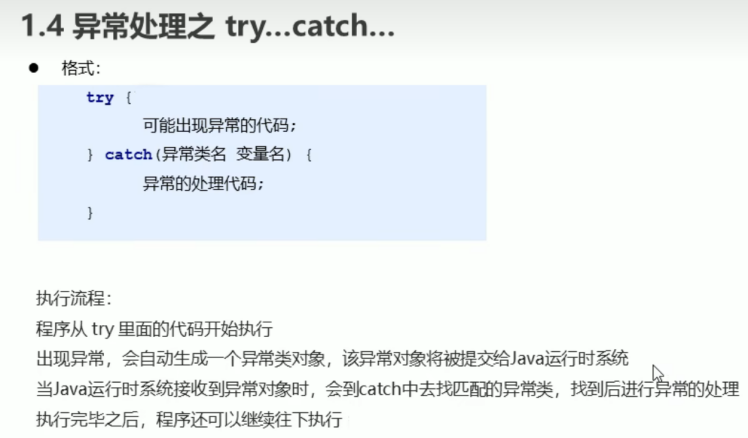 1.4 异常处理之 try…catch…
● 格式：
try {
可能出现异常的代码;
} catch(异常类名 变量名) {
异常的处理代码;
}
执行流程：
程序从 try 里面的代码开始执行
出现异常，会自动生成一个异常类对象，该异常对象将被提交给Java运行时系统
当Java运行时系统接收到异常对象时，会到catch中去找匹配的异常类，找到后进行异常的处理
执行完毕之后，程序还可以继续往下执行